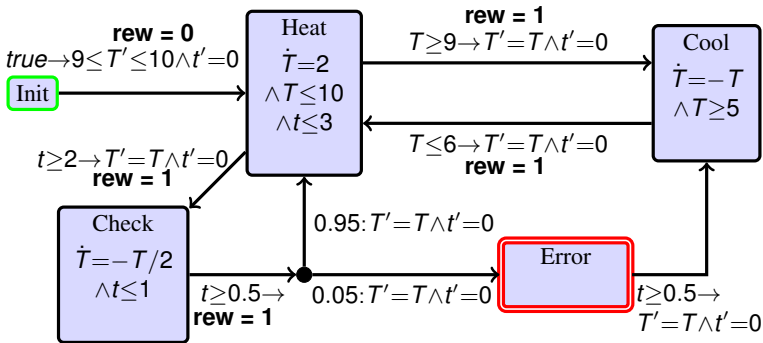 rew = 0
true→9≤T′≤10∧t′=0
Init
Heat
Ṫ=2
∧T≤10
∧t≤3
rew = 1
T≥9→T′=T∧t′=0
Cool
Ṫ=−T
∧T≥5
T≤6→T′=T∧t′=0
rew = 1
t≥2→T′=T∧t′=0
rew = 1
Check
Ṫ=−T/2
∧t≤1
t≥0.5→
rew = 1
0.95: T′=T∧t′=0
0.05: T′=T∧t′=0
Error
t≥0.5→
T′=T∧t′=0